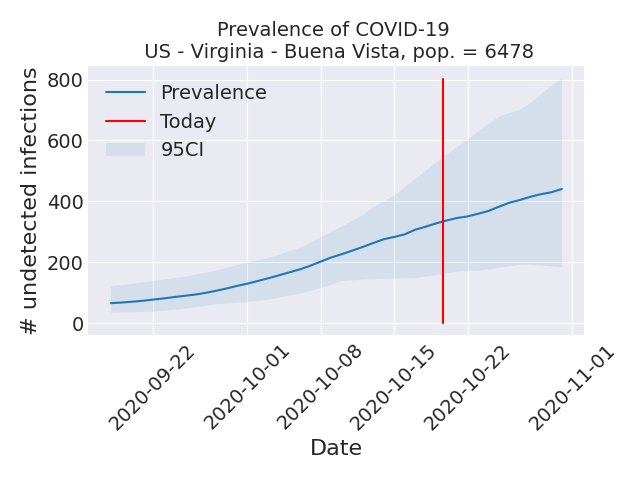 Prevalence of COVID-19
US - Virginia - Buena Vista, pop. = 6478
# undetected infections
800
600
400
200
0
Prevalence
Today
95CI
2020-09-22
2020-10-01
2020-10-08
2020-10-15
2020-10-22
2020-11-01
Date